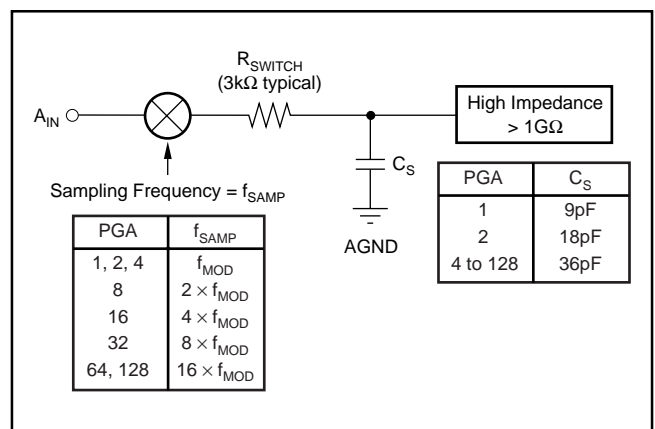 R_SWITCH
(3kΩ typical)
A_IN
High Impedance
> 1GΩ
C_S
AGND
Sampling Frequency = f_SAMP
PGA f_SAMP
1, 2, 4 f_MOD
8 2 × f_MOD
16 4 × f_MOD
32 8 × f_MOD
64, 128 16 × f_MOD
PGA C_S
1 9pF
2 18pF
4 to 128 36pF